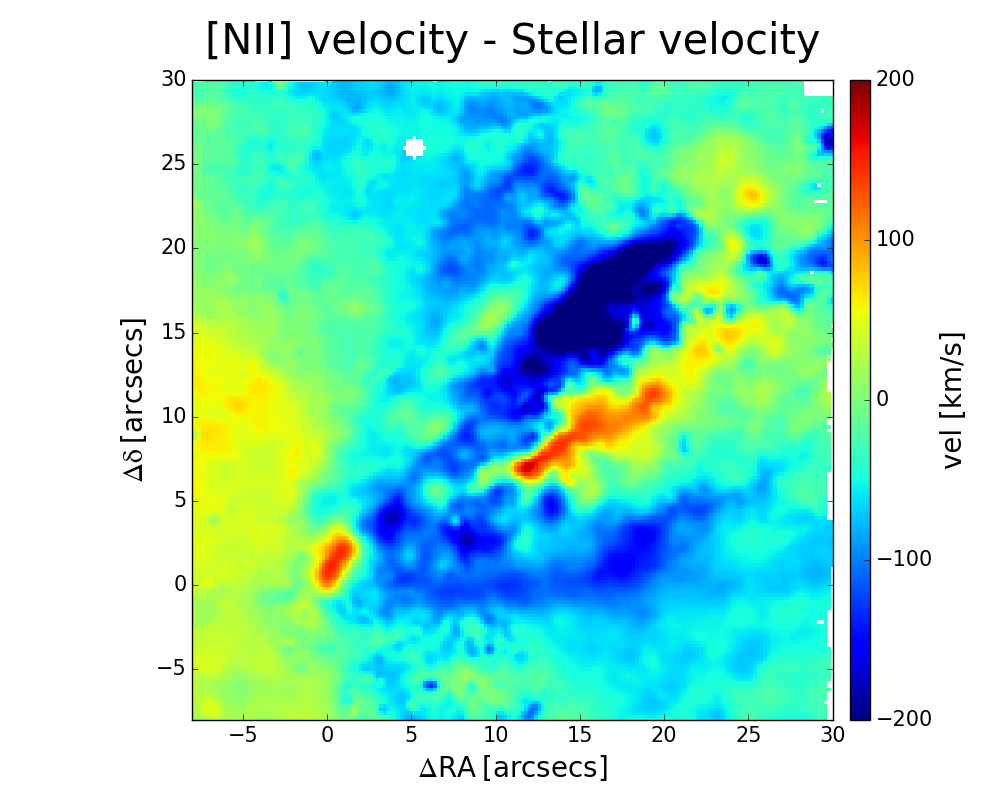 [NII] velocity - Stellar velocity
30
25
20
15
10
5
0
−5
Δδ [arcsecs]
−5 0 5 10 15 20 25 30
ΔRA [arcsecs]
200
100
0
−100
−200
vel [km/s]